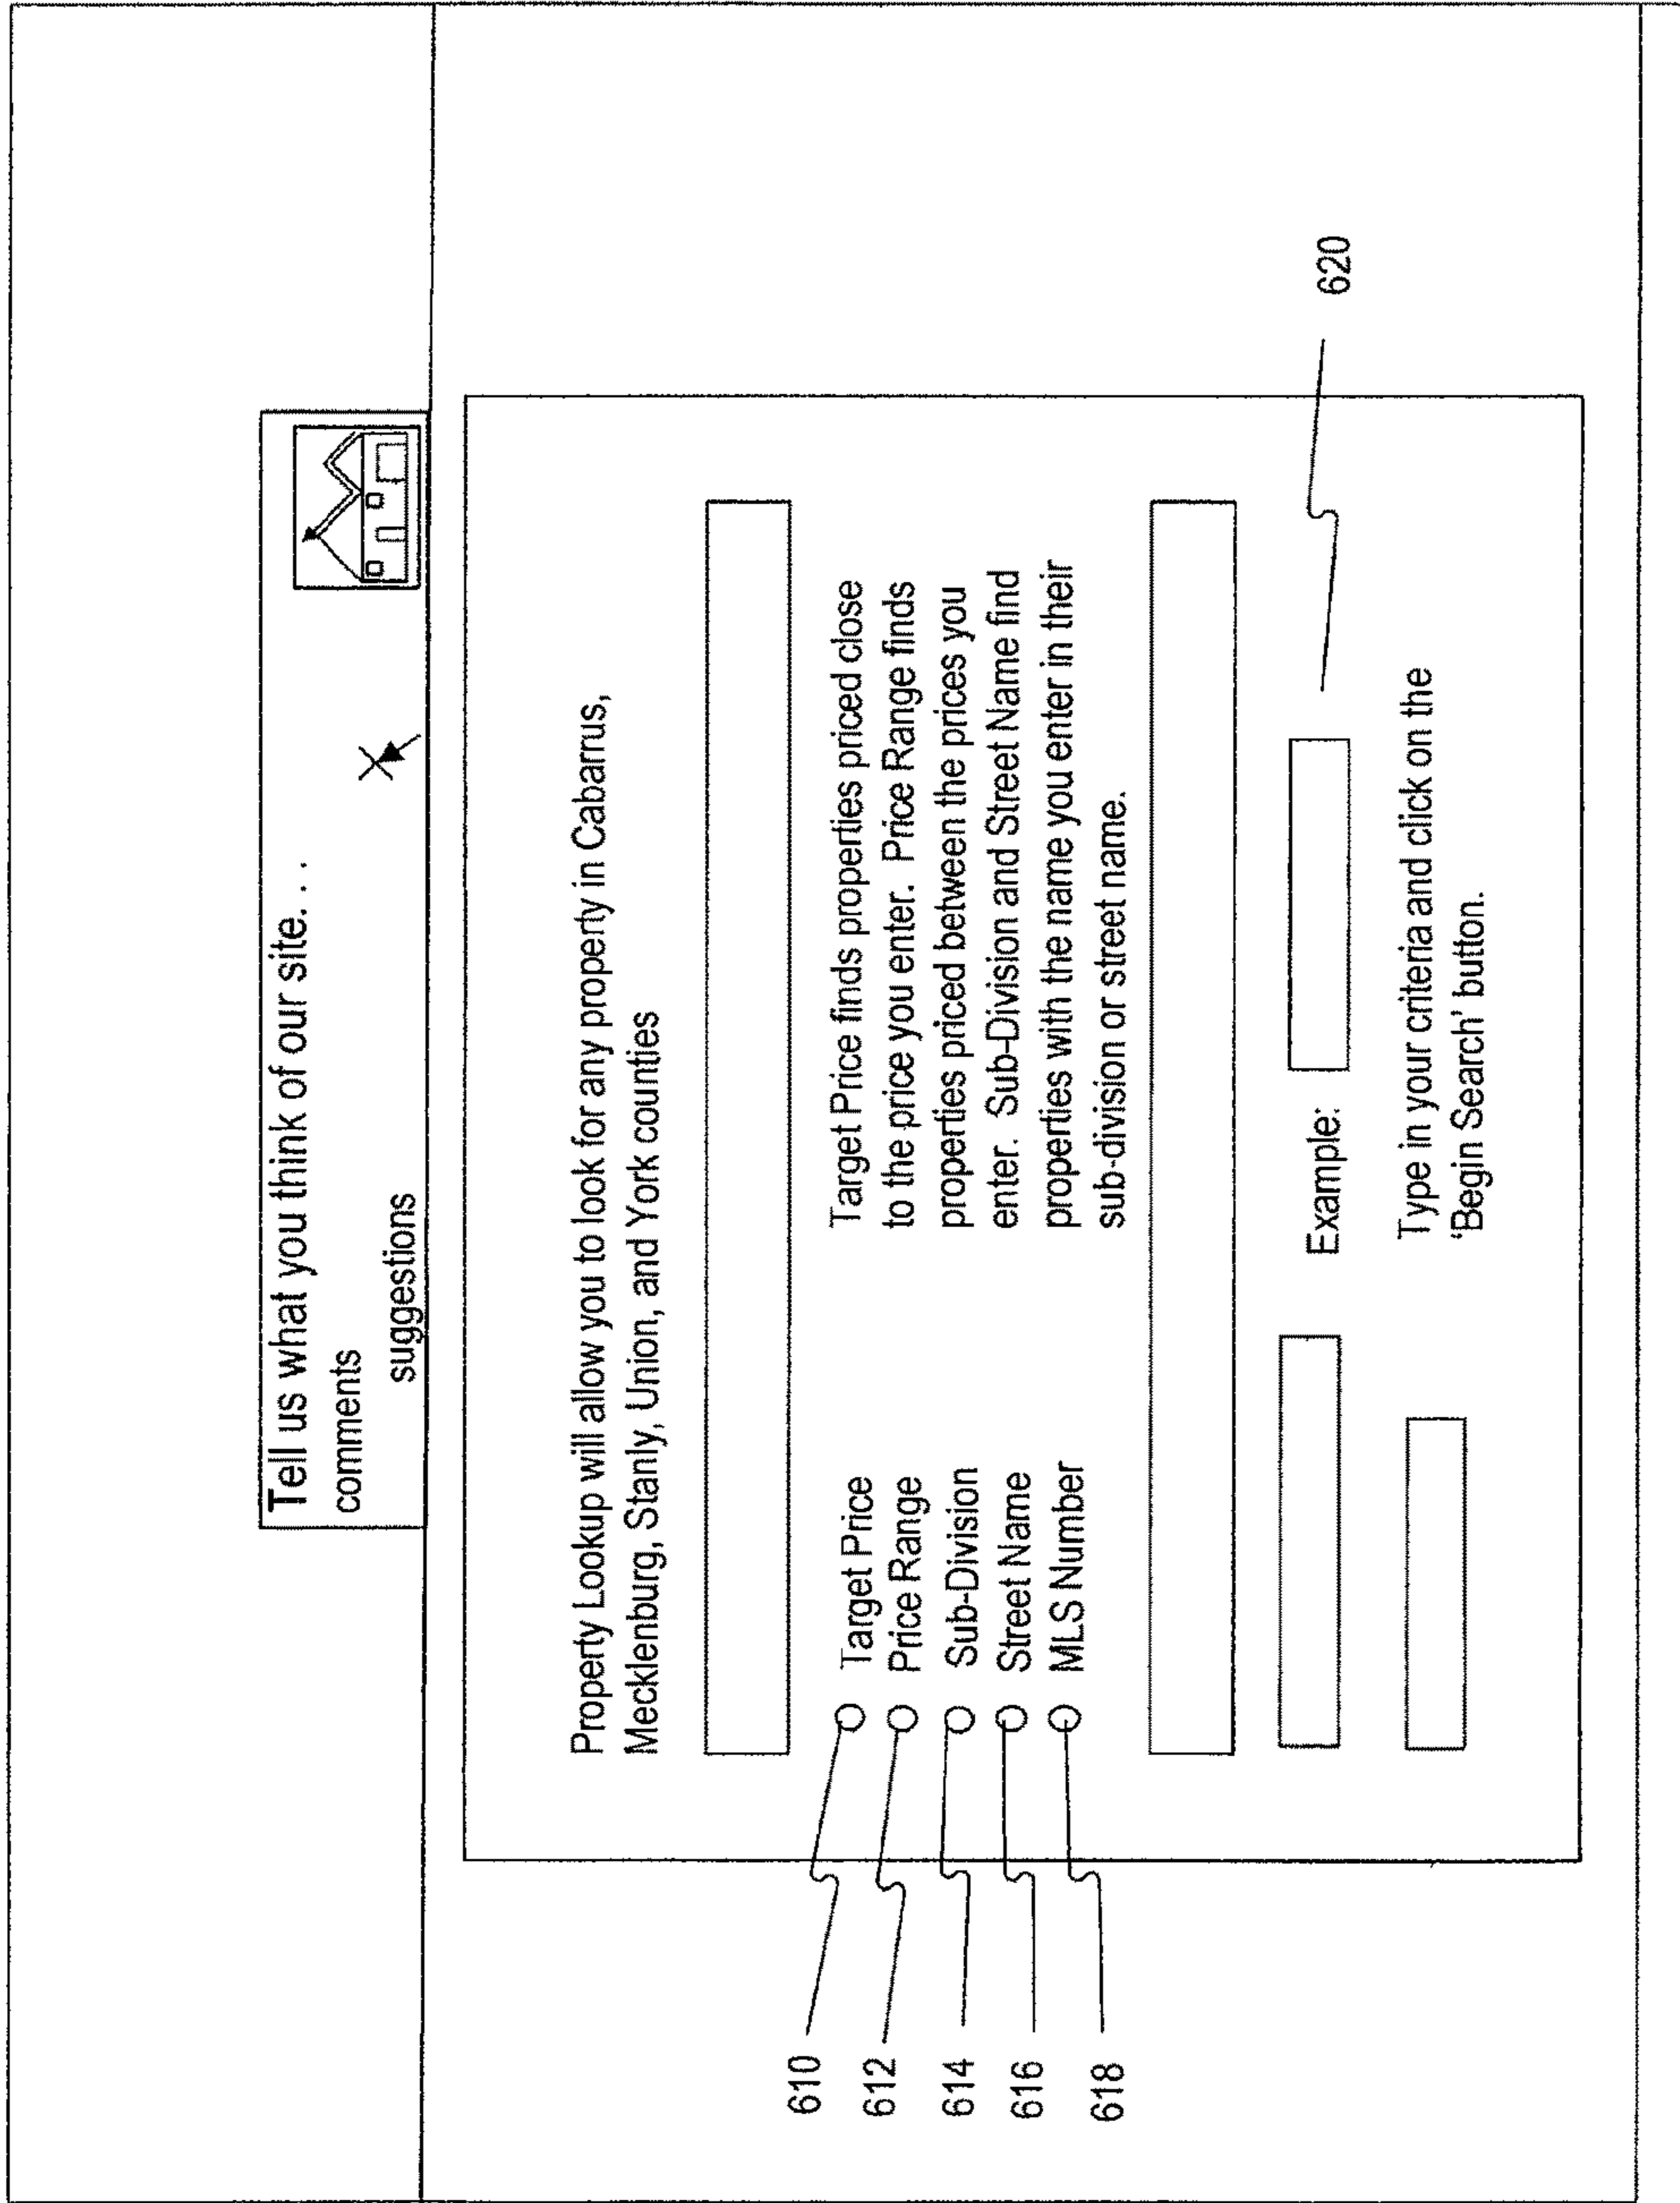 Tell us what you think of our site. . .
comments
suggestions
Property Lookup will allow you to look for any property in Cabarrus,
Mecklenburg, Stanly, Union, and York counties
610
Target Price
612
Price Range
614
Sub-Division
616
Street Name
618
MLS Number
Target Price finds properties priced close
to the price you enter. Price Range finds
properties priced between the prices you
enter. Sub-Division and Street Name find
properties with the name you enter in their
sub-division or street name.
Example:
620
Type in your criteria and click on the
'Begin Search' button.